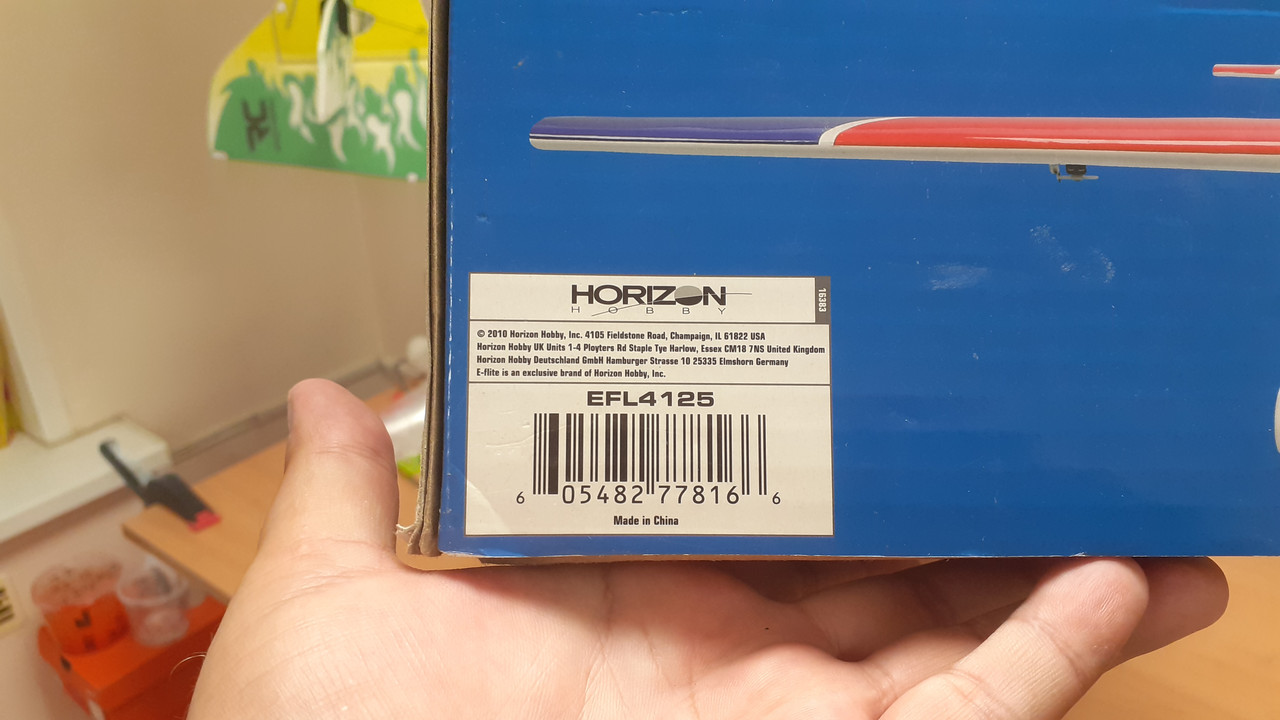 RC
HORIZON
HOBBY
16383
© 2010 Horizon Hobby, Inc. 4105 Fieldstone Road, Champaign, IL 61822 USA
Horizon Hobby UK Units 1-4 Ployters Rd Staple Tye Harlow, Essex CM18 7NS United Kingdom
Horizon Hobby Deutschland GmbH Hamburger Strasse 10 25335 Elmshorn Germany
E-flite is an exclusive brand of Horizon Hobby, Inc.
EFL4125
6 05482 77816 6
Made in China